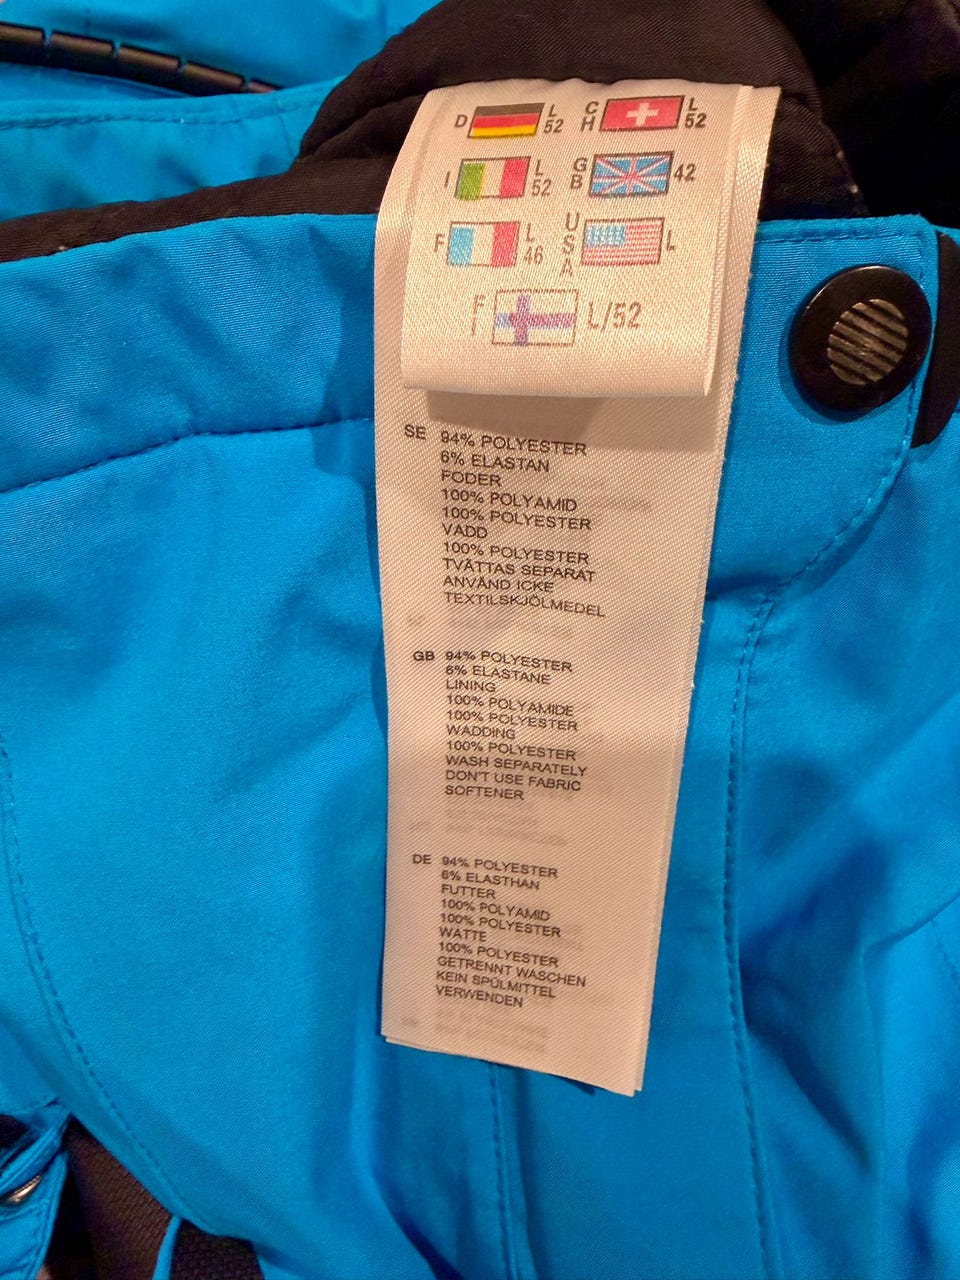 D L 52 CH L 52
I L 52 GB 42
F L 46 USA L
FI L/52
SE 94% POLYESTER
6% ELASTAN
FODER
100% POLYAMID
100% POLYESTER
VADD
100% POLYESTER
TVÄTTAS SEPARAT
ANVÄND ICKE
TEXTILSKJÖLMEDEL
GB 94% POLYESTER
6% ELASTANE
LINING
100% POLYAMIDE
100% POLYESTER
WADDING
100% POLYESTER
WASH SEPARATELY
DON'T USE FABRIC
SOFTENER
DE 94% POLYESTER
6% ELASTHAN
FUTTER
100% POLYAMID
100% POLYESTER
WATTE
100% POLYESTER
GETRENNT WASCHEN
KEIN SPÜLMITTEL
VERWENDEN